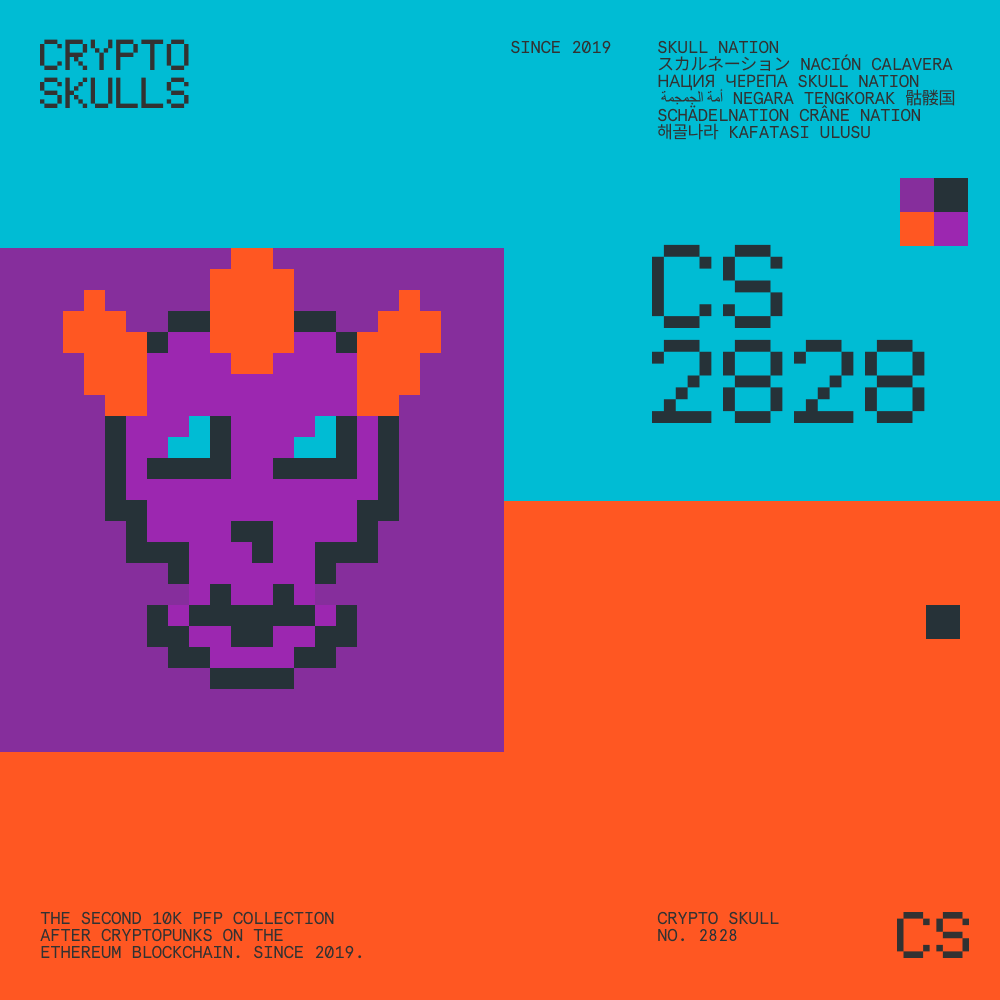 CRYPTO
SKULLS
SINCE 2019
SKULL NATION
スカルネーション NACIÓN CALAVERA
НАЦИЯ ЧЕРЕПА SKULL NATION
أمة الجمجمة NEGARA TENGKORAK 骷髅国
SCHÄDELNATION CRÂNE NATION
해골나라 KAFATASI ULUSU
CS
2828
THE SECOND 10K PFP COLLECTION
AFTER CRYPTOPUNKS ON THE
ETHEREUM BLOCKCHAIN. SINCE 2019.
CRYPTO SKULL
NO. 2828
CS